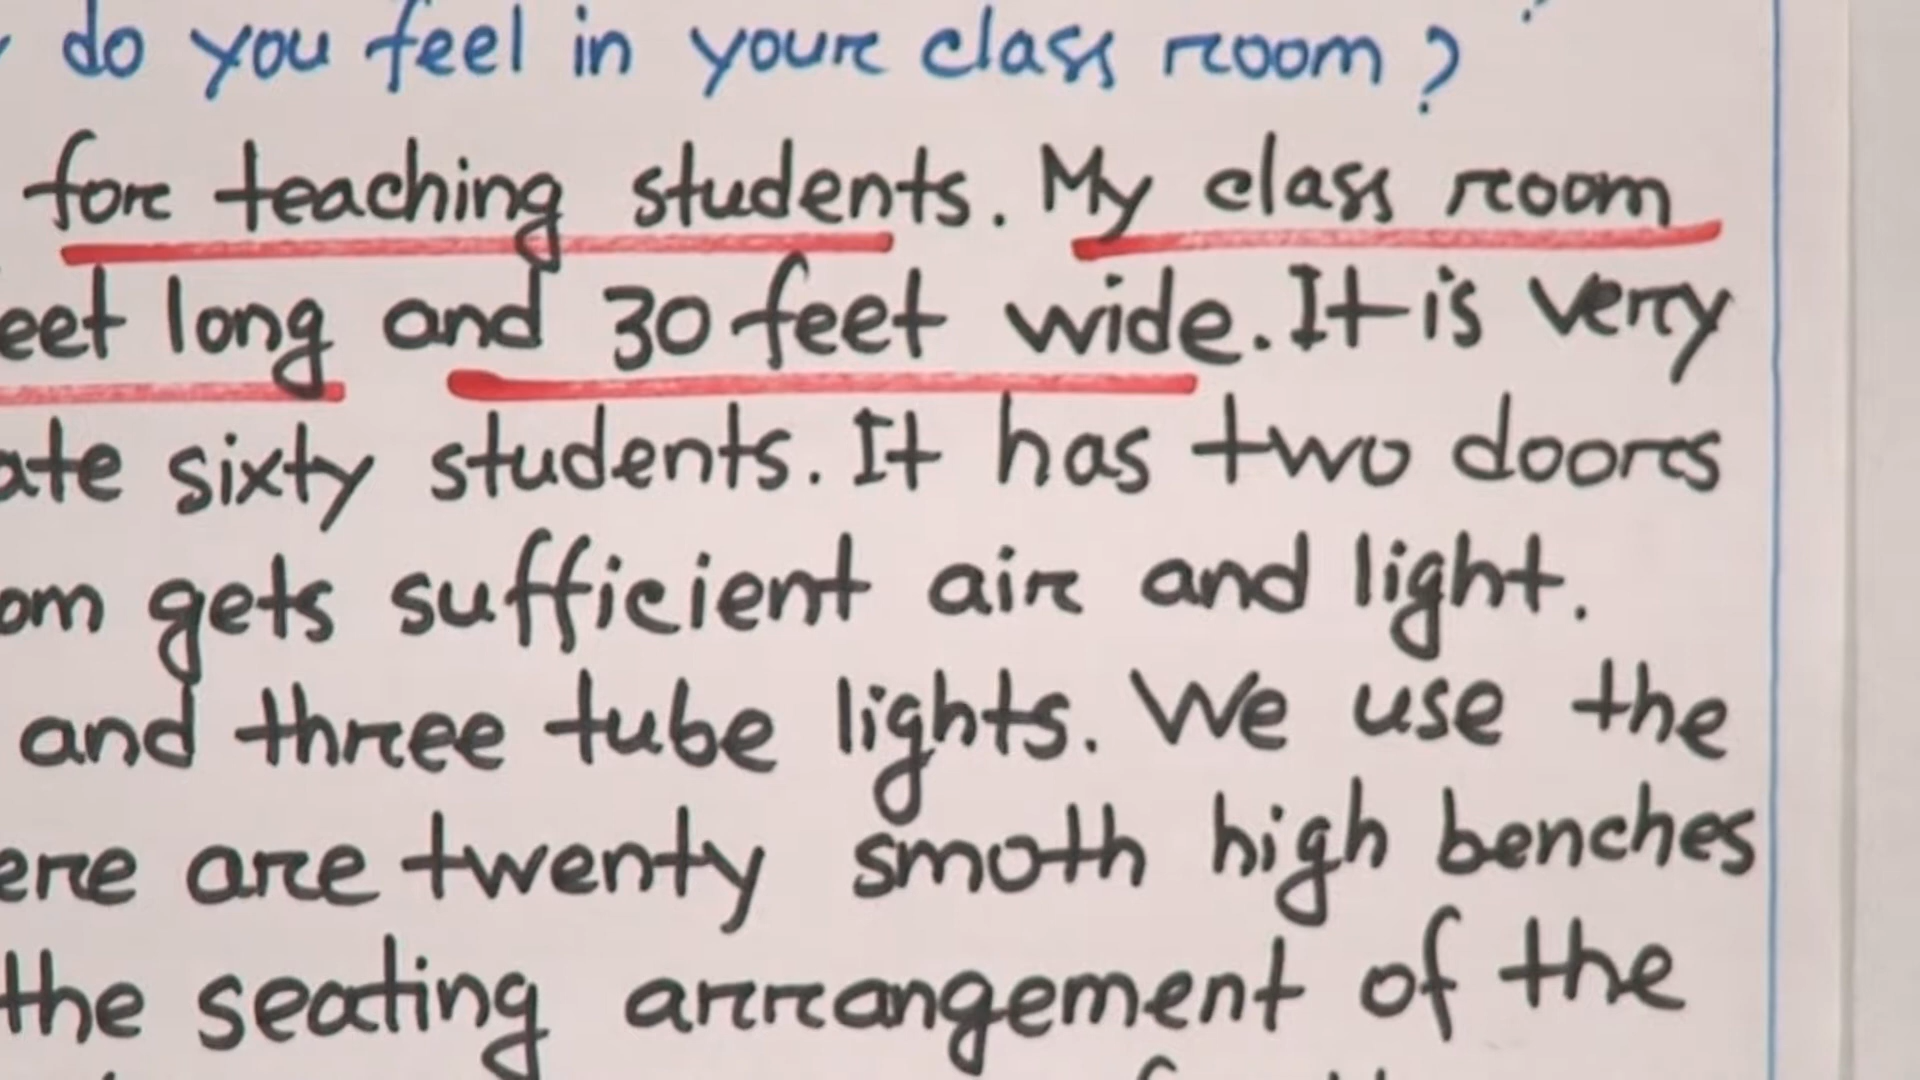 do you feel in your class room?
for teaching students. My class room
eet long and 30 feet wide. It is very
ate sixty students. It has two doors
om gets sufficient air and light.
and three tube lights. We use the
ere are twenty smoth high benches
the seating arrangement of the